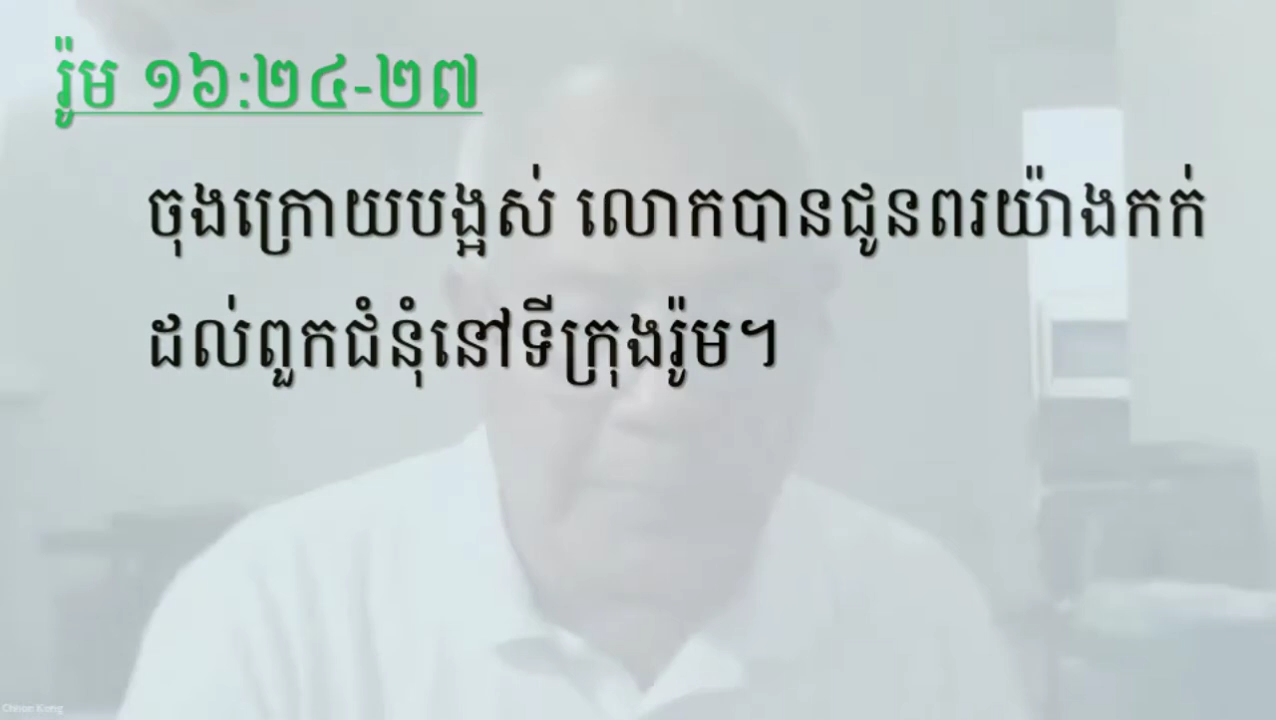 រ៉ូម ១៦:២៤-២៧
ចុងក្រោយបង្អស់ លោកបានជូនពរយ៉ាងកក់
ដល់ពួកជំនុំនៅទីក្រុងរ៉ូម។